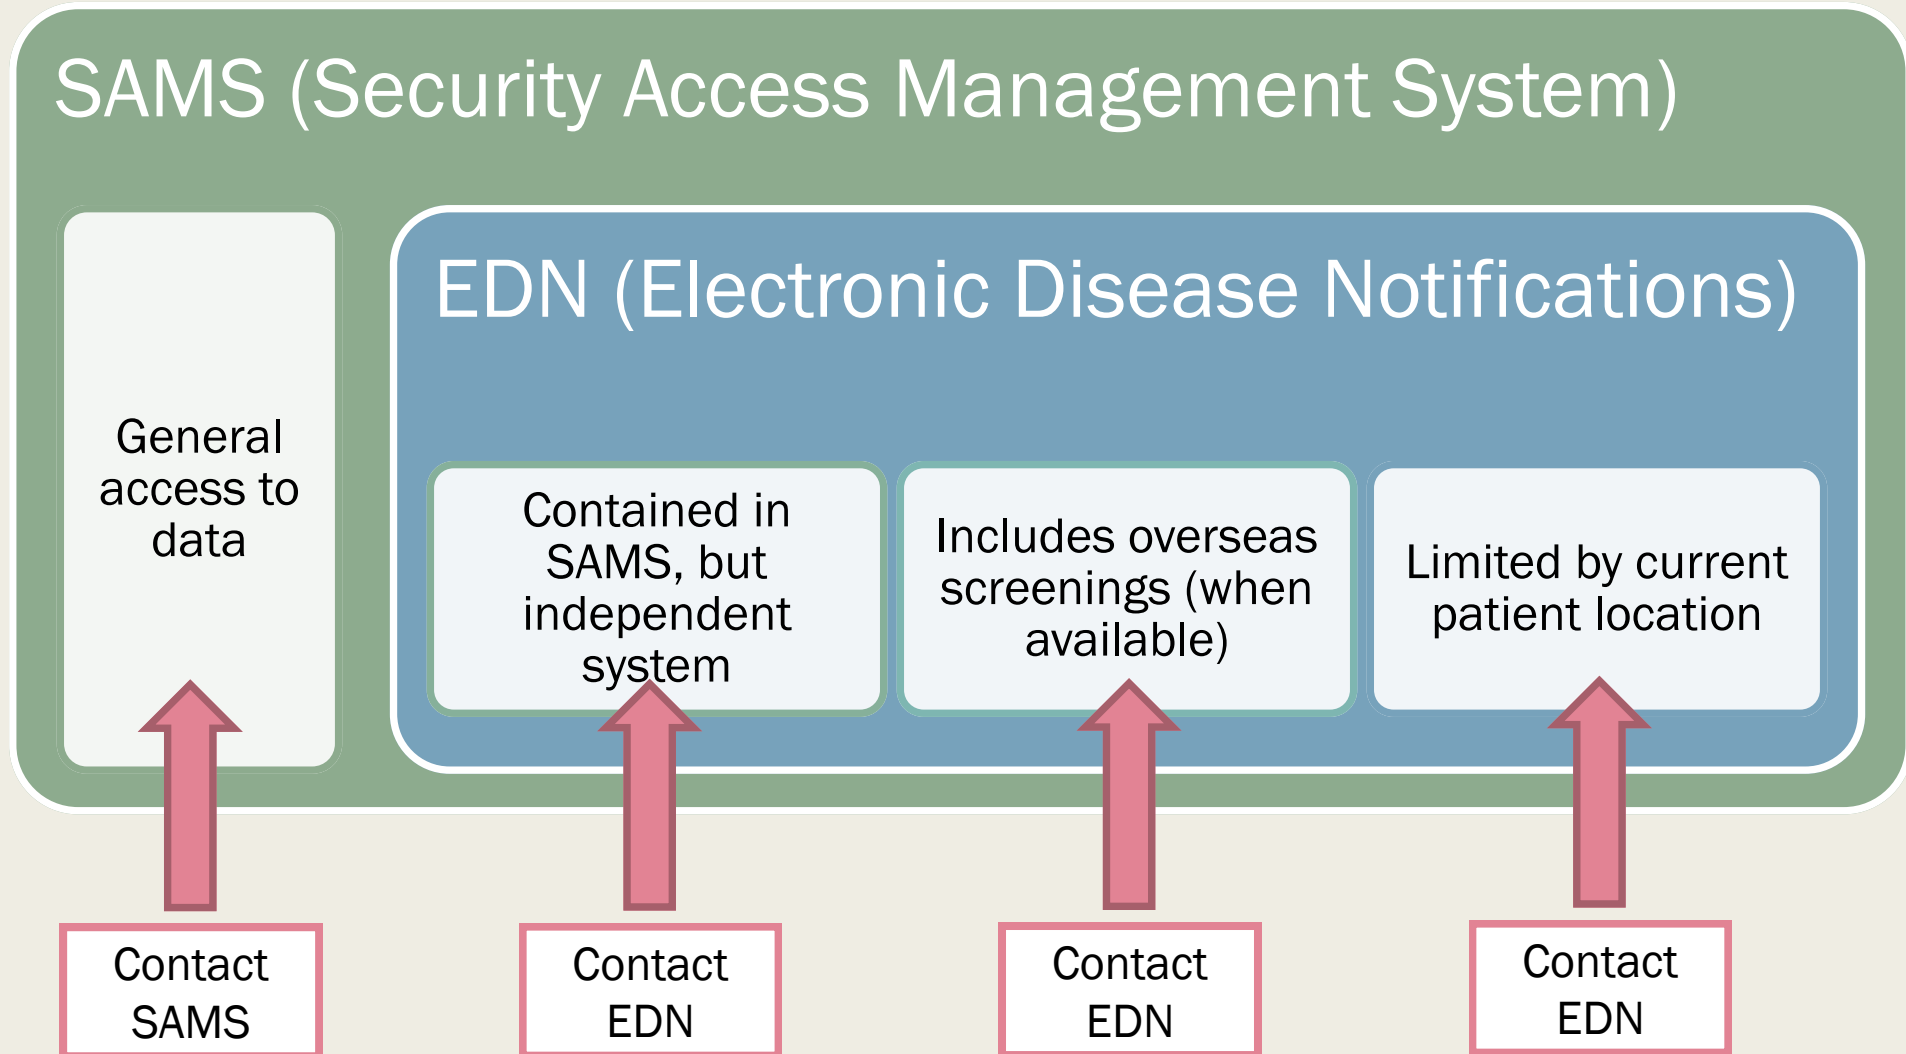 SAMS (Security Access Management System)
EDN (Electronic Disease Notifications)
General
access to
data
Contained in
SAMS, but
independent
system
Includes overseas
screenings (when
available)
Limited by current
patient location
Contact
SAMS
Contact
EDN
Contact
EDN
Contact
EDN